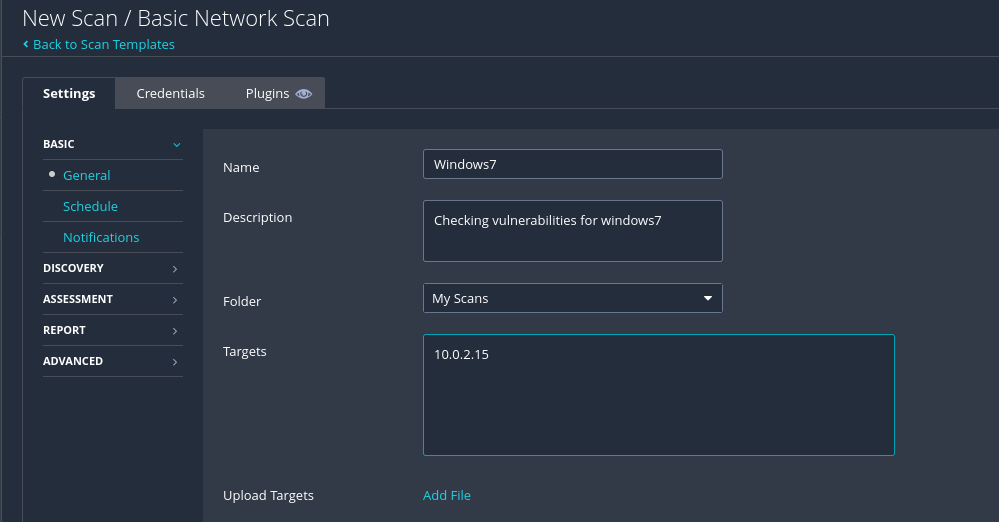 New Scan / Basic Network Scan
‹ Back to Scan Templates
Settings Credentials Plugins
BASIC
General
Schedule
Notifications
DISCOVERY
ASSESSMENT
REPORT
ADVANCED
Name Windows7
Description Checking vulnerabilities for windows7
Folder My Scans
Targets 10.0.2.15
Upload Targets Add File